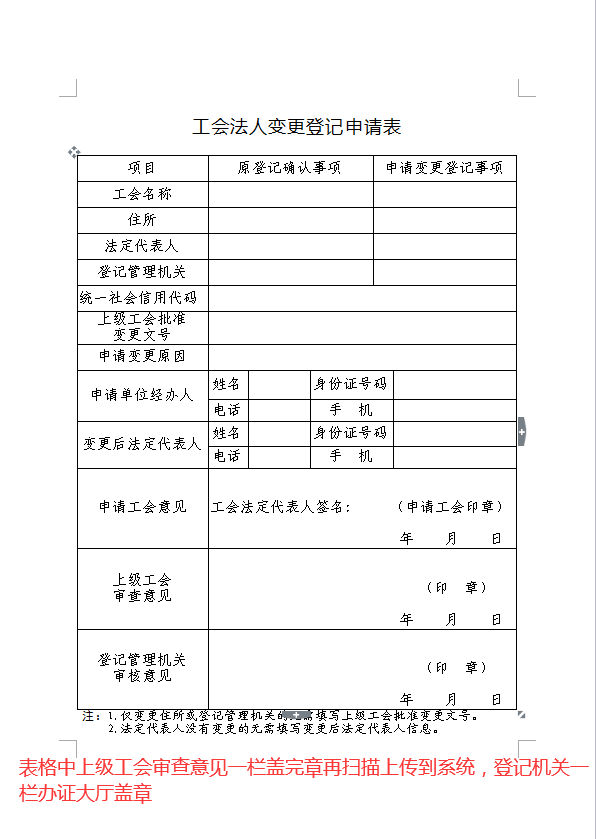 工会法人变更登记申请表
项目 原登记确认事项 申请变更登记事项
工会名称
住所
法定代表人
登记管理机关
统一社会信用代码
上级工会批准
变更文号
申请变更原因
申请单位经办人 姓名 身份证号码
电话 手 机
变更后法定代表人 姓名 身份证号码
电话 手 机
申请工会意见 工会法定代表人签名: (申请工会印章)
年 月 日
上级工会
审查意见
(印 章)
年 月 日
登记管理机关
审核意见
(印 章)
年 月 日
注: 1.仅变更住所或登记管理机关的 填写上级工会批准变更文号。
2.法定代表人没有变更的无需填写变更后法定代表人信息。
表格中上级工会审查意见一栏盖完章再扫描上传到系统，登记机关一
栏办证大厅盖章